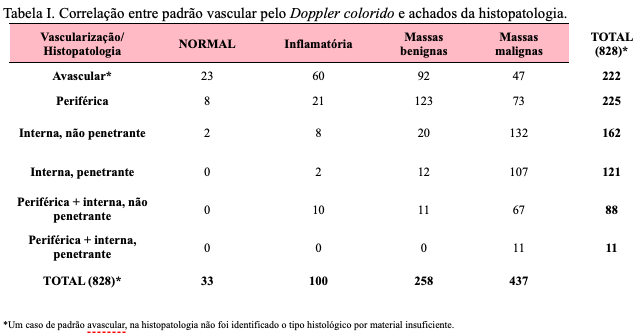 Tabela I. Correlação entre padrão vascular pelo Doppler colorido e achados da histopatologia.
Vascularização/ Histopatologia NORMAL Inflamatória Massas benignas Massas malignas TOTAL (828)*
Avascular* 23 60 92 47 222
Periférica 8 21 123 73 225
Interna, não penetrante 2 8 20 132 162
Interna, penetrante 0 2 12 107 121
Periférica + interna, não penetrante 0 10 11 67 88
Periférica + interna, penetrante 0 0 0 11 11
TOTAL (828)* 33 100 258 437
*Um caso de padrão avascular, na histopatologia não foi identificado o tipo histológico por material insuficiente.